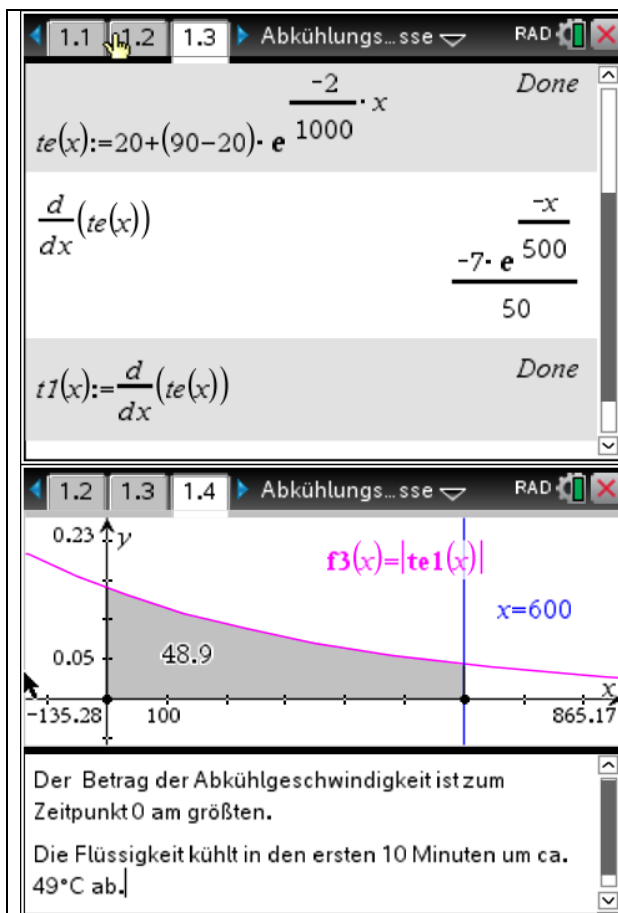 1.1 1.2 1.3 Abkühlungs...sse RAD
te(x):=20+(90−20)·e^(−2/1000·x) Done
d/dx(te(x)) −7·e^(−x/500)/50
t1(x):=d/dx(te(x)) Done
1.2 1.3 1.4 Abkühlungs...sse RAD
0.23 y
f3(x)=|te1(x)|
x=600
0.05 48.9
x
−135.28 100 865.17
Der Betrag der Abkühlgeschwindigkeit ist zum
Zeitpunkt 0 am größten.
Die Flüssigkeit kühlt in den ersten 10 Minuten um ca.
49°C ab.